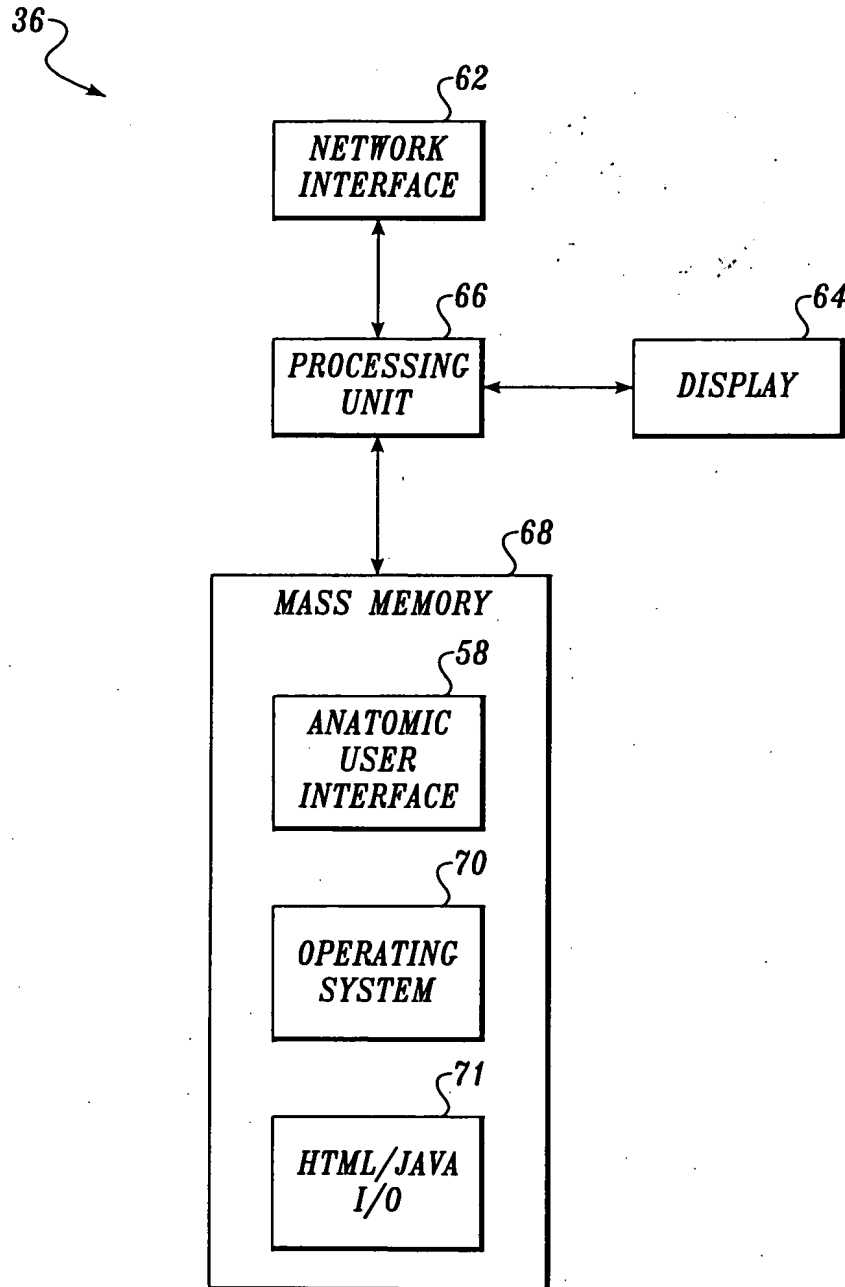 36
62
NETWORK
INTERFACE
66
PROCESSING
UNIT
64
DISPLAY
68
MASS MEMORY
58
ANATOMIC
USER
INTERFACE
70
OPERATING
SYSTEM
71
HTML/JAVA
I/O